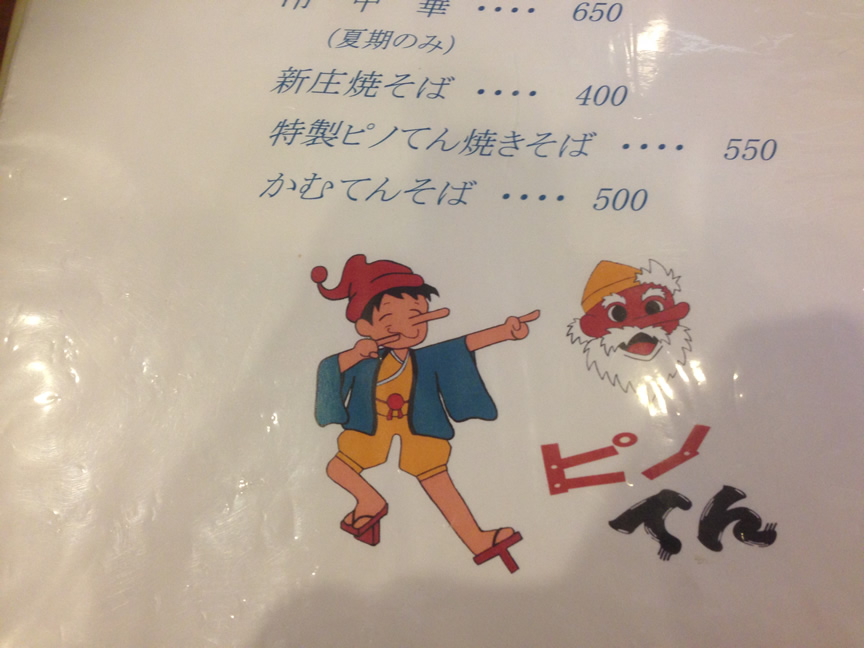 中華 ････ 650
(夏期のみ)
新庄焼そば ････ 400
特製ピノてん焼きそば ････ 550
かむてんそば ････ 500
ピノ
てん